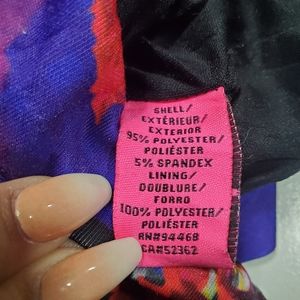 SHELL/
EXTÉRIEUR/
EXTERIOR
95% POLYESTER/
POLIÉSTER
5% SPANDEX
LINING/
DOUBLURE/
FORRO
100% POLYESTER/
POLIÉSTER
RN#94468
CA#52362